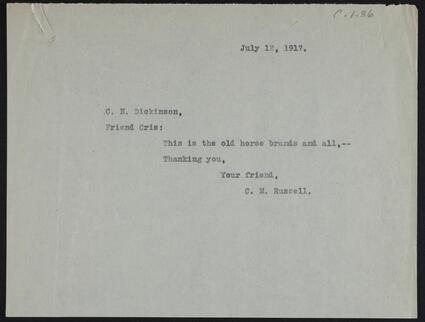 C.1.36
July 12, 1917.
C. N. Dickinson,
Friend Cris:
This is the old horse brands and all,--
Thanking you,
Your friend,
C. M. Russell.